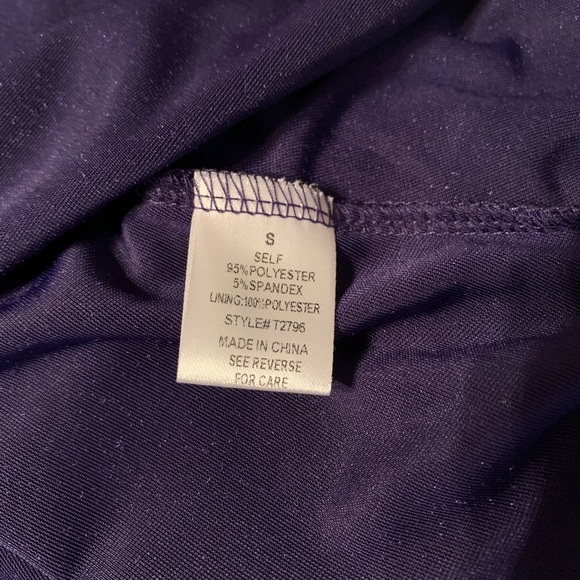 S
SELF
95%POLYESTER
5%SPANDEX
LINING:100%POLYESTER
STYLE#T2796
MADE IN CHINA
SEE REVERSE
FOR CARE